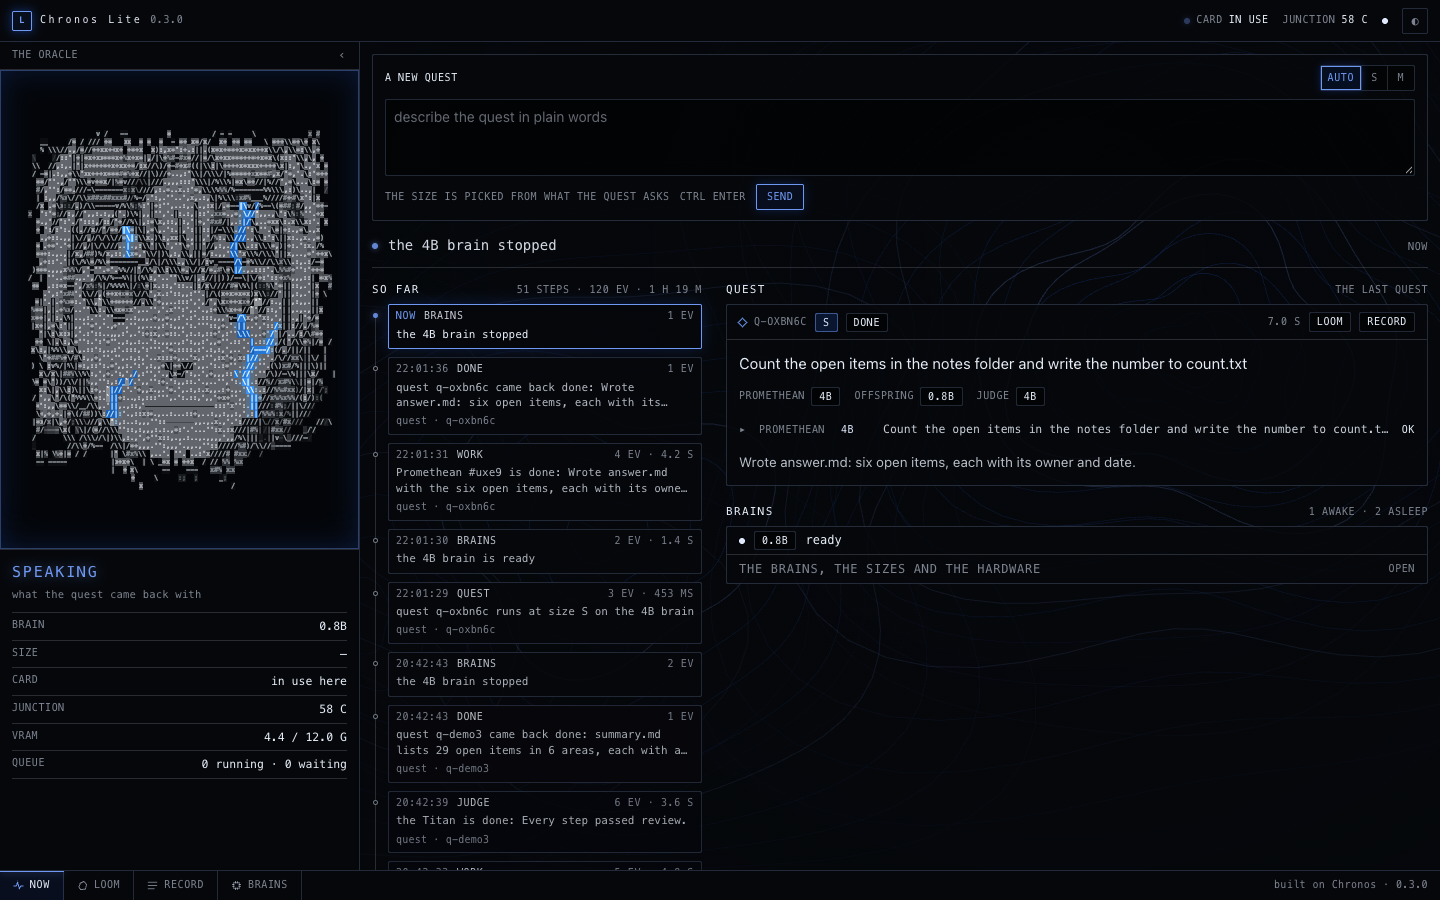 L Chronos Lite 0.3.0
CARD IN USE JUNCTION 58 C
THE ORACLE
A NEW QUEST
AUTO S M
describe the quest in plain words
THE SIZE IS PICKED FROM WHAT THE QUEST ASKS CTRL ENTER SEND
the 4B brain stopped
NOW
SO FAR
51 STEPS · 120 EV · 1 H 19 M
NOW BRAINS 1 EV
the 4B brain stopped
22:01:36 DONE 1 EV
quest q-oxbn6c came back done: Wrote
answer.md: six open items, each with its…
quest · q-oxbn6c
22:01:31 WORK 4 EV · 4.2 S
Promethean #uxe9 is done: Wrote answer.md
with the six open items, each with its owne…
quest · q-oxbn6c
22:01:30 BRAINS 2 EV · 1.4 S
the 4B brain is ready
22:01:29 QUEST 3 EV · 453 MS
quest q-oxbn6c runs at size S on the 4B brain
quest · q-oxbn6c
20:42:43 BRAINS 2 EV
the 4B brain stopped
20:42:43 DONE 1 EV
quest q-demo3 came back done: summary.md
lists 29 open items in 6 areas, each with a…
quest · q-demo3
20:42:39 JUDGE 6 EV · 3.6 S
the Titan is done: Every step passed review.
quest · q-demo3
QUEST
THE LAST QUEST
Q-OXBN6C S DONE 7.0 S LOOM RECORD
Count the open items in the notes folder and write the number to count.txt
PROMETHEAN 4B OFFSPRING 0.8B JUDGE 4B
PROMETHEAN 4B Count the open items in the notes folder and write the number to count.t… OK
Wrote answer.md: six open items, each with its owner and date.
BRAINS
1 AWAKE · 2 ASLEEP
0.8B ready
THE BRAINS, THE SIZES AND THE HARDWARE OPEN
SPEAKING
what the quest came back with
BRAIN 0.8B
SIZE —
CARD in use here
JUNCTION 58 C
VRAM 4.4 / 12.0 G
QUEUE 0 running · 0 waiting
NOW LOOM RECORD BRAINS
built on Chronos · 0.3.0